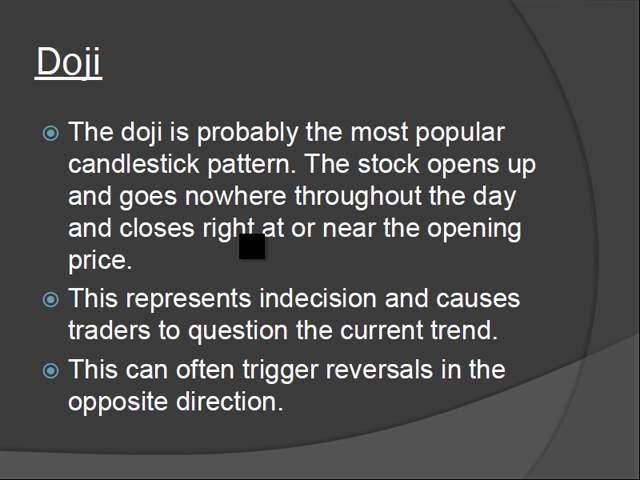 Doji
The doji is probably the most popular
candlestick pattern. The stock opens up
and goes nowhere throughout the day
and closes right at or near the opening
price.
This represents indecision and causes
traders to question the current trend.
This can often trigger reversals in the
opposite direction.